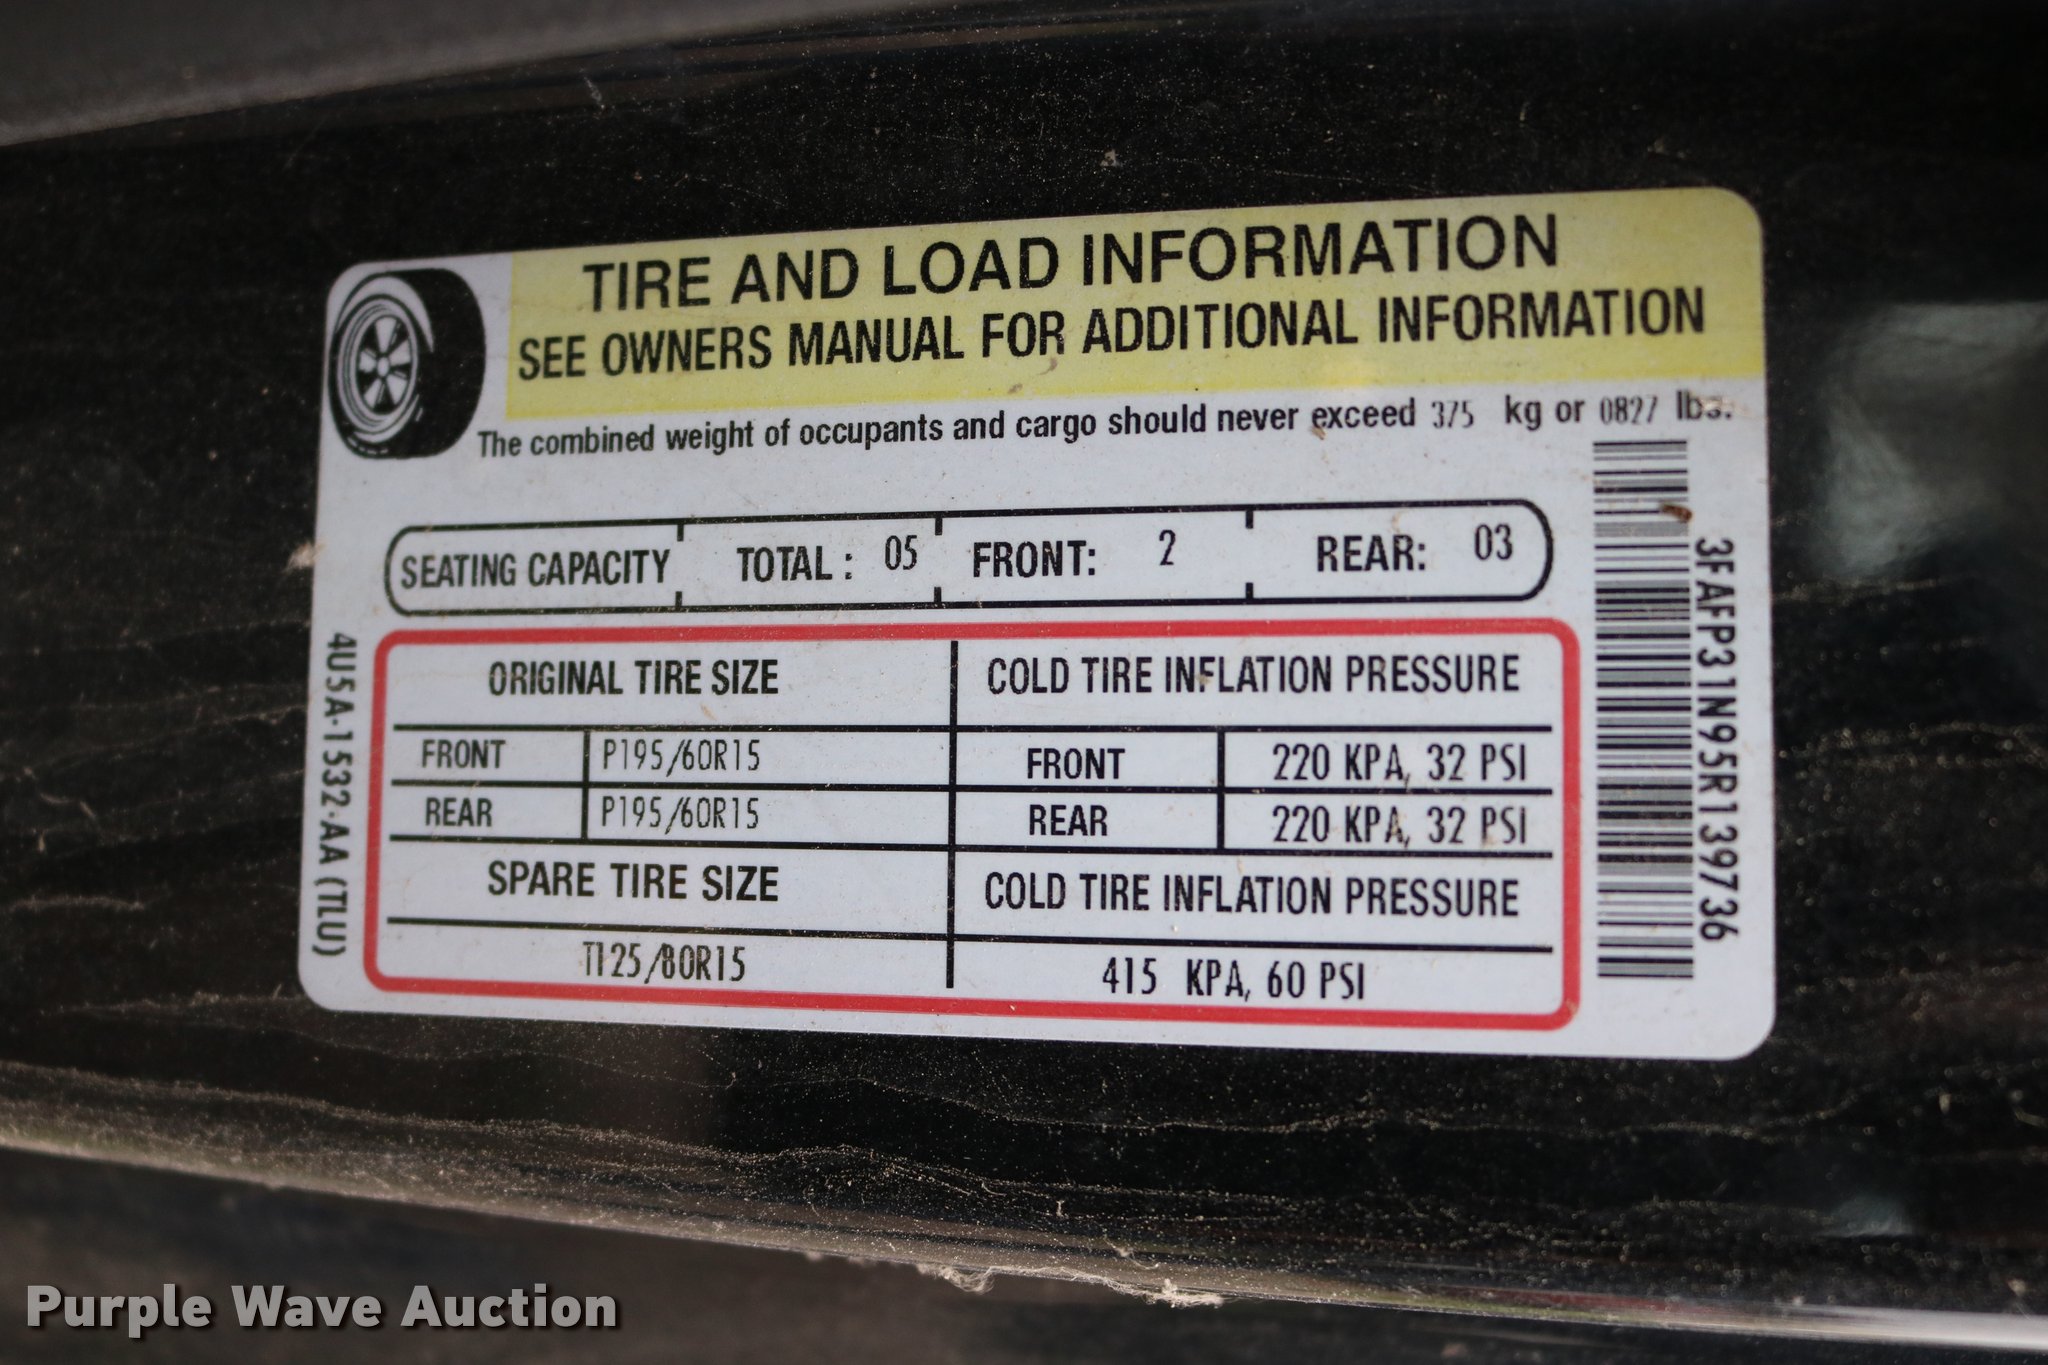 TIRE AND LOAD INFORMATION
SEE OWNERS MANUAL FOR ADDITIONAL INFORMATION
The combined weight of occupants and cargo should never exceed 375 kg or 0827 lbs.
SEATING CAPACITY TOTAL : 05 FRONT: 2 REAR: 03
ORIGINAL TIRE SIZE COLD TIRE INFLATION PRESSURE
FRONT P195/60R15 FRONT 220 KPA, 32 PSI
REAR P195/60R15 REAR 220 KPA, 32 PSI
SPARE TIRE SIZE COLD TIRE INFLATION PRESSURE
T125/80R15 415 KPA, 60 PSI
4U5A-1532-AA (TLU)
3FAFP31N95R139736
Purple Wave Auction